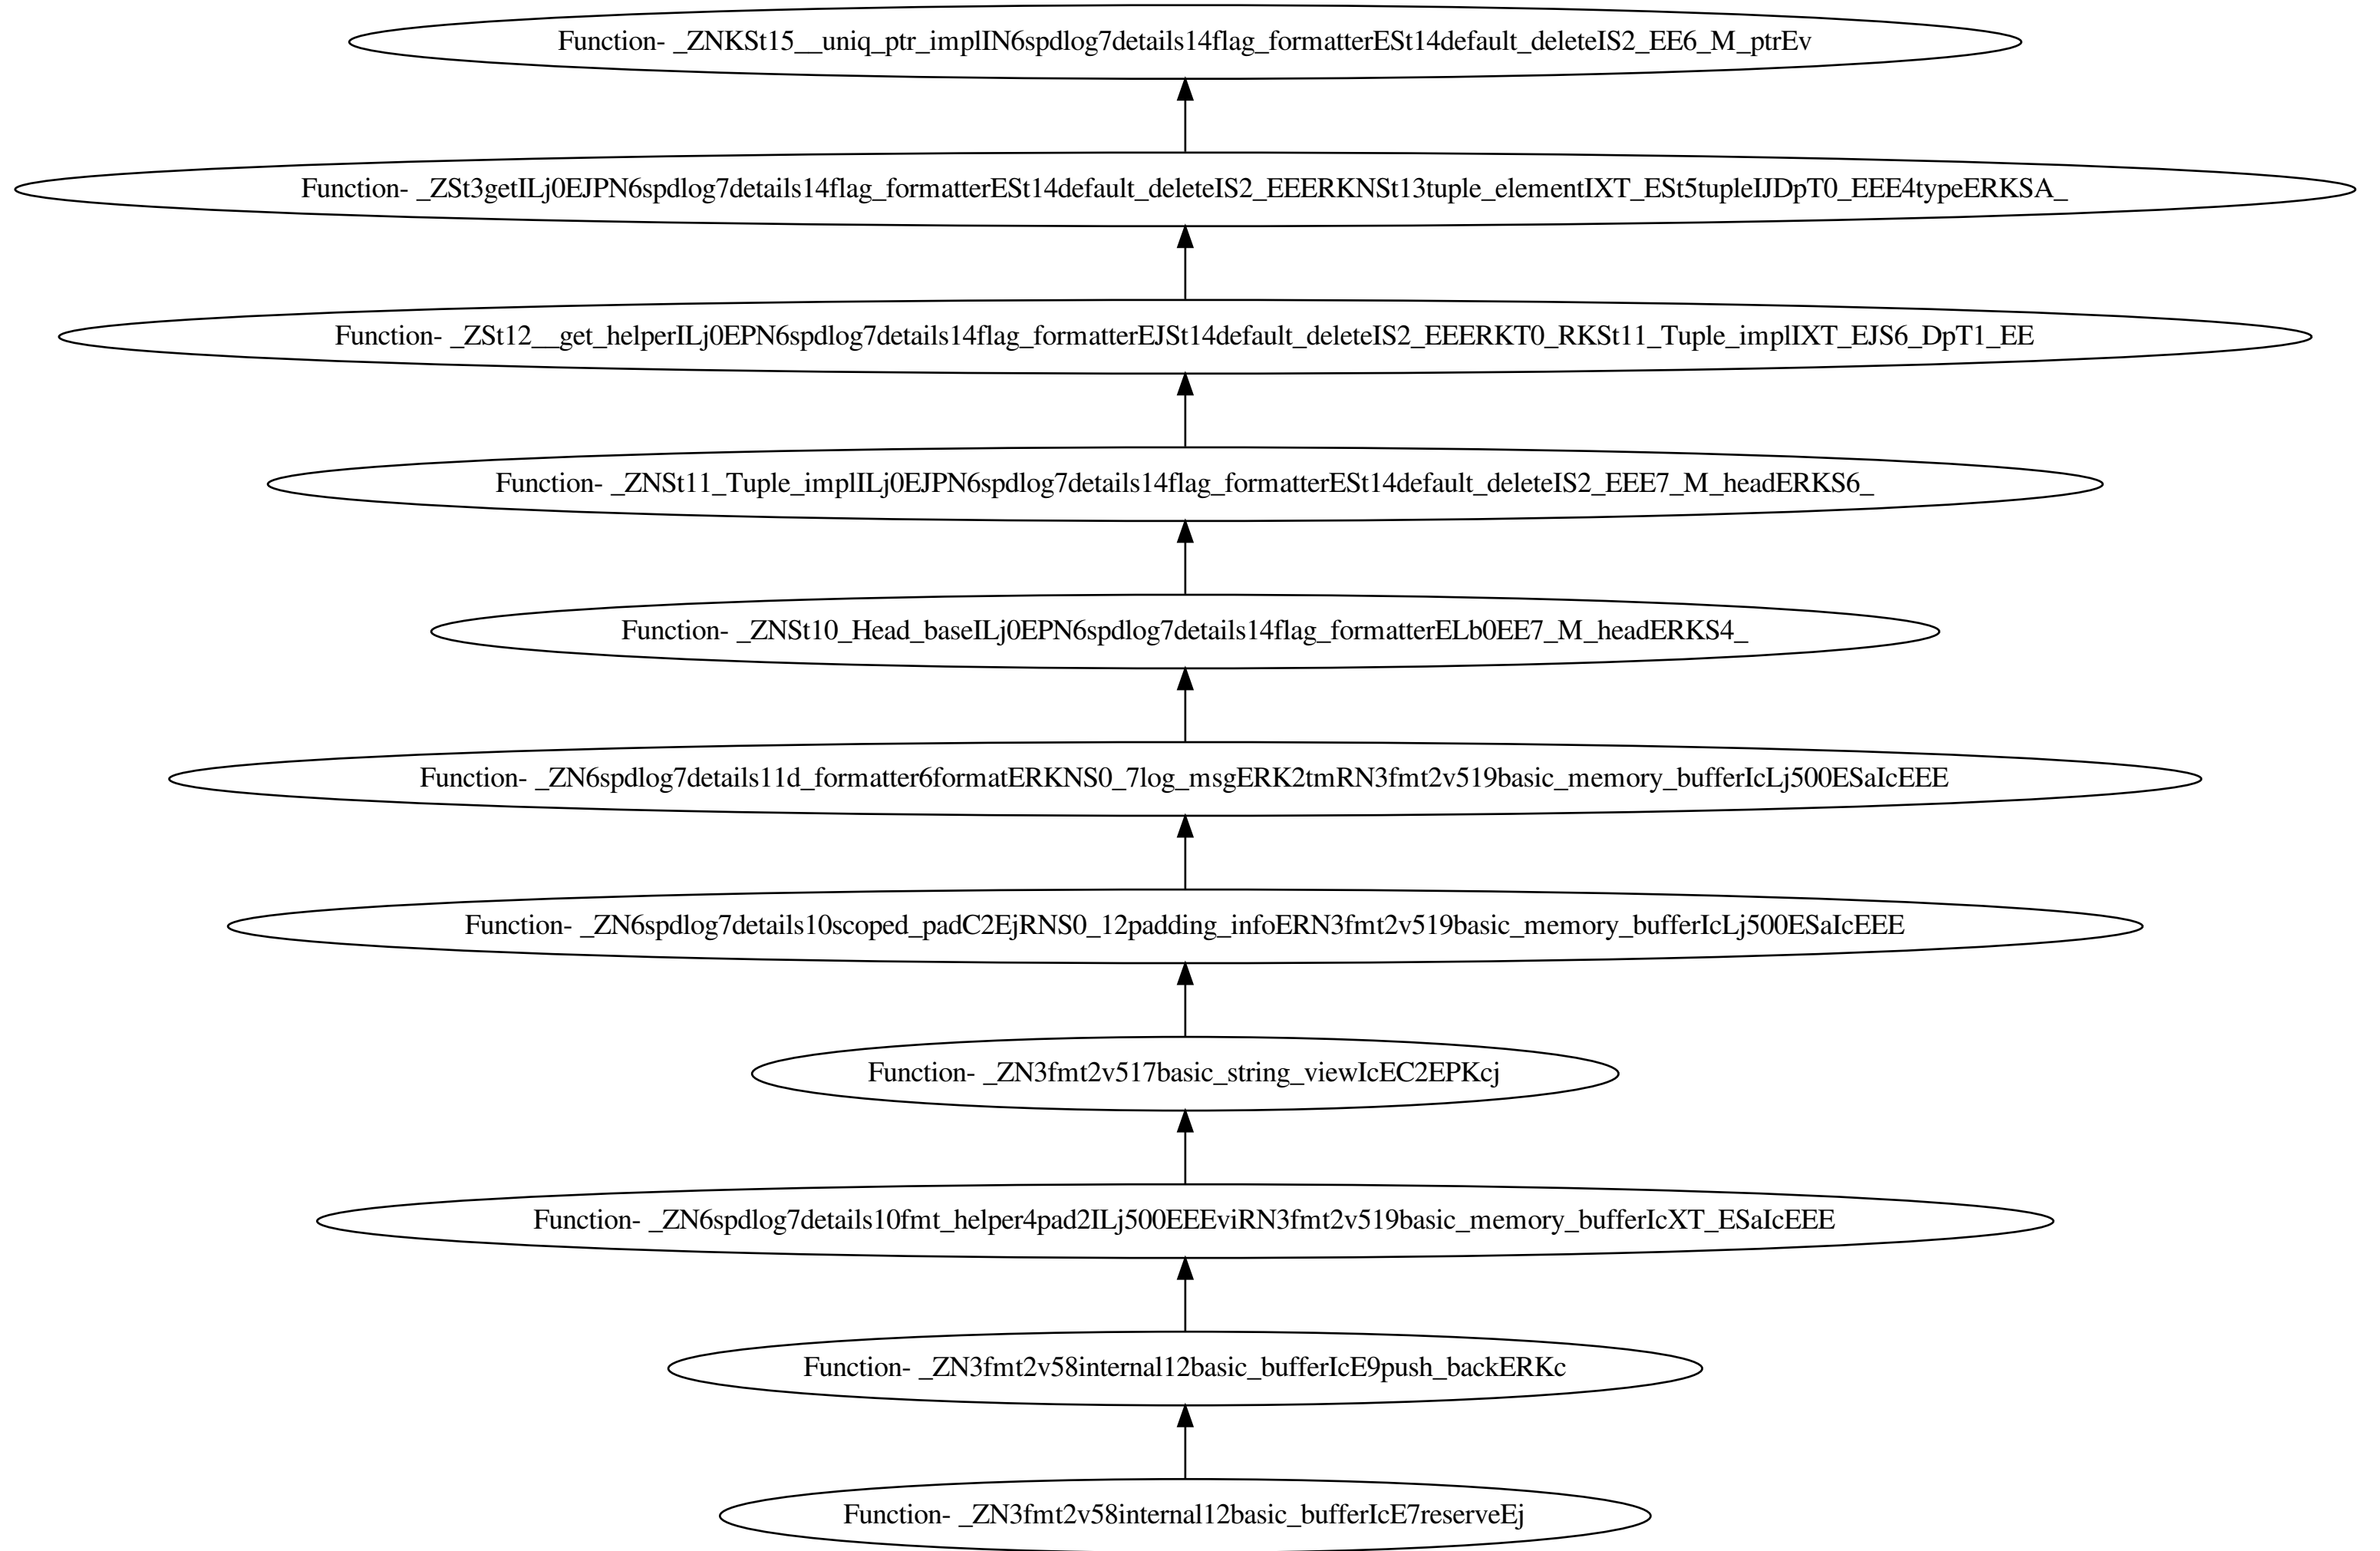 Function- _ZNKSt15__uniq_ptr_implIN6spdlog7details14flag_formatterESt14default_deleteIS2_EE6_M_ptrEv
Function- _ZSt3getILj0EJPN6spdlog7details14flag_formatterESt14default_deleteIS2_EEERKNSt13tuple_elementIXT_ESt5tupleIJDpT0_EEE4typeERKSA_
Function- _ZSt12__get_helperILj0EPN6spdlog7details14flag_formatterEJSt14default_deleteIS2_EEERKT0_RKSt11_Tuple_implIXT_EJS6_DpT1_EE
Function- _ZNSt11_Tuple_implILj0EJPN6spdlog7details14flag_formatterESt14default_deleteIS2_EEE7_M_headERKS6_
Function- _ZNSt10_Head_baseILj0EPN6spdlog7details14flag_formatterELb0EE7_M_headERKS4_
Function- _ZN6spdlog7details11d_formatter6formatERKNS0_7log_msgERK2tmRN3fmt2v519basic_memory_bufferIcLj500ESaIcEEE
Function- _ZN6spdlog7details10scoped_padC2EjRNS0_12padding_infoERN3fmt2v519basic_memory_bufferIcLj500ESaIcEEE
Function- _ZN3fmt2v517basic_string_viewIcEC2EPKcj
Function- _ZN6spdlog7details10fmt_helper4pad2ILj500EEEviRN3fmt2v519basic_memory_bufferIcXT_ESaIcEEE
Function- _ZN3fmt2v58internal12basic_bufferIcE9push_backERKc
Function- _ZN3fmt2v58internal12basic_bufferIcE7reserveEj